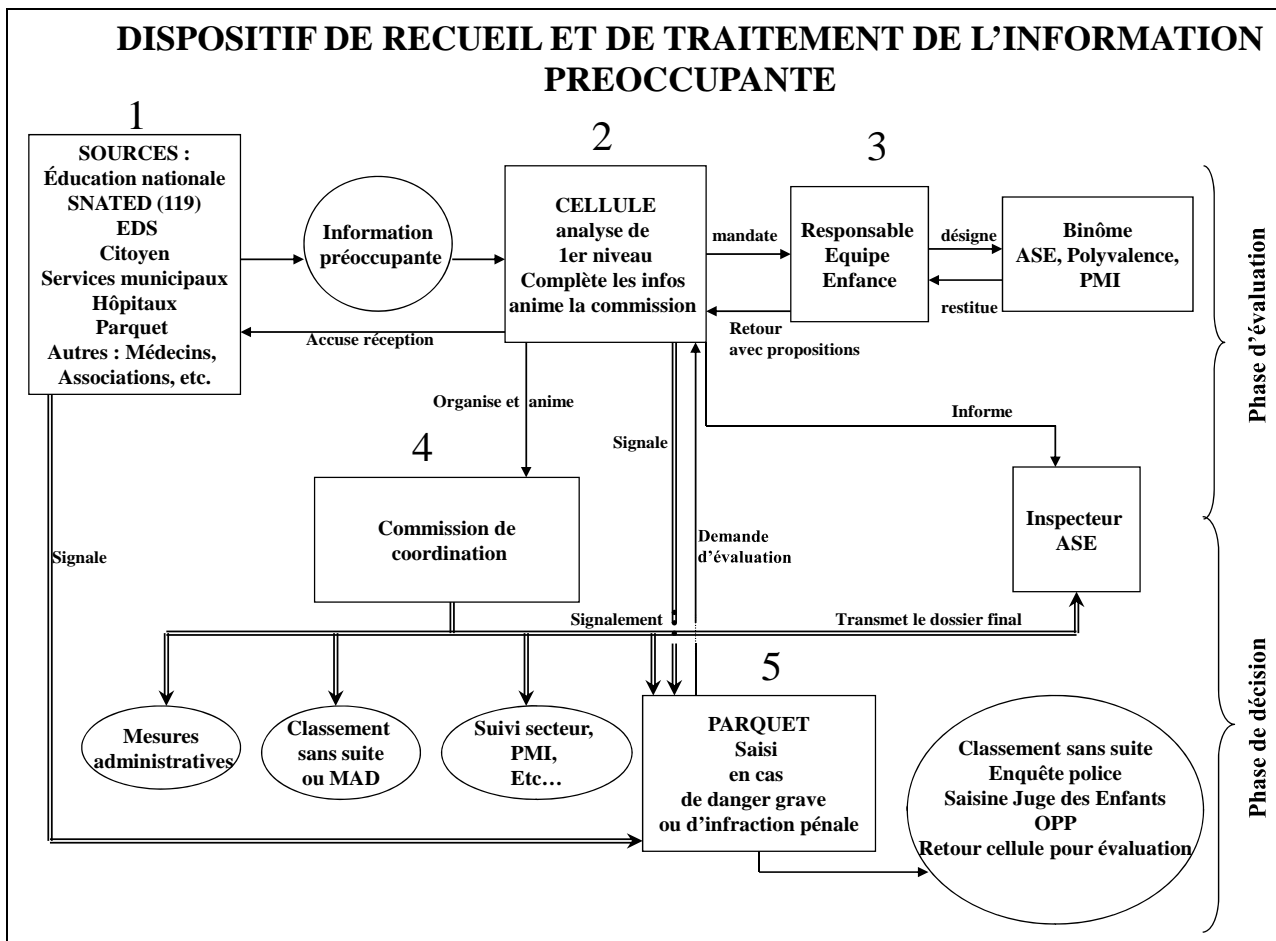 DISPOSITIF DE RECUEIL ET DE TRAITEMENT DE L'INFORMATION
PREOCCUPANTE
1
SOURCES :
Éducation nationale
SNATED (119)
EDS
Citoyen
Services municipaux
Hôpitaux
Parquet
Autres : Médecins,
Associations, etc.
Information
préoccupante
2
CELLULE
analyse de
1er niveau
Complète les infos
anime la commission
mandate
3
Responsable
Equipe
Enfance
désigne
restitue
Binôme
ASE, Polyvalence,
PMI
Accuse réception
Retour
avec propositions
Phase d'évaluation
Organise et anime
Signale
Informe
4
Commission de
coordination
Inspecteur
ASE
Signale
Demande
d'évaluation
Signalement
Transmet le dossier final
Mesures
administratives
Classement
sans suite
ou MAD
Suivi secteur,
PMI,
Etc…
5
PARQUET
Saisi
en cas
de danger grave
ou d'infraction pénale
Classement sans suite
Enquête police
Saisine Juge des Enfants
OPP
Retour cellule pour évaluation
Phase de décision